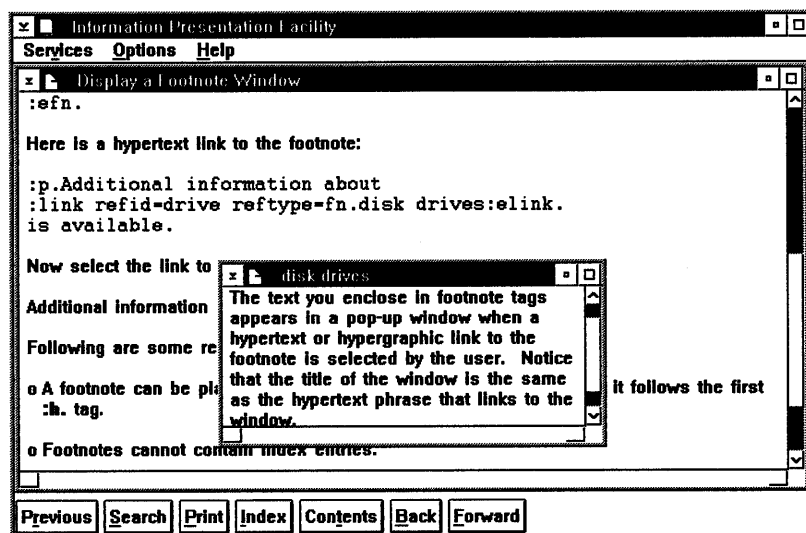 Information Presentation Facility
Services Options Help
Display a Footnote Window
:efn.
Here is a hypertext link to the footnote:
:p.Additional information about
:link refid=drive reftype=fn.disk drives:elink.
is available.
Now select the link to
Additional information
Following are some re
o A footnote can be pla
it follows the first
:h. tag.
o Footnotes cannot contain index entries.
disk drives
The text you enclose in footnote tags
appears in a pop-up window when a
hypertext or hypergraphic link to the
footnote is selected by the user. Notice
that the title of the window is the same
as the hypertext phrase that links to the
window.
Previous Search Print Index Contents Back Forward